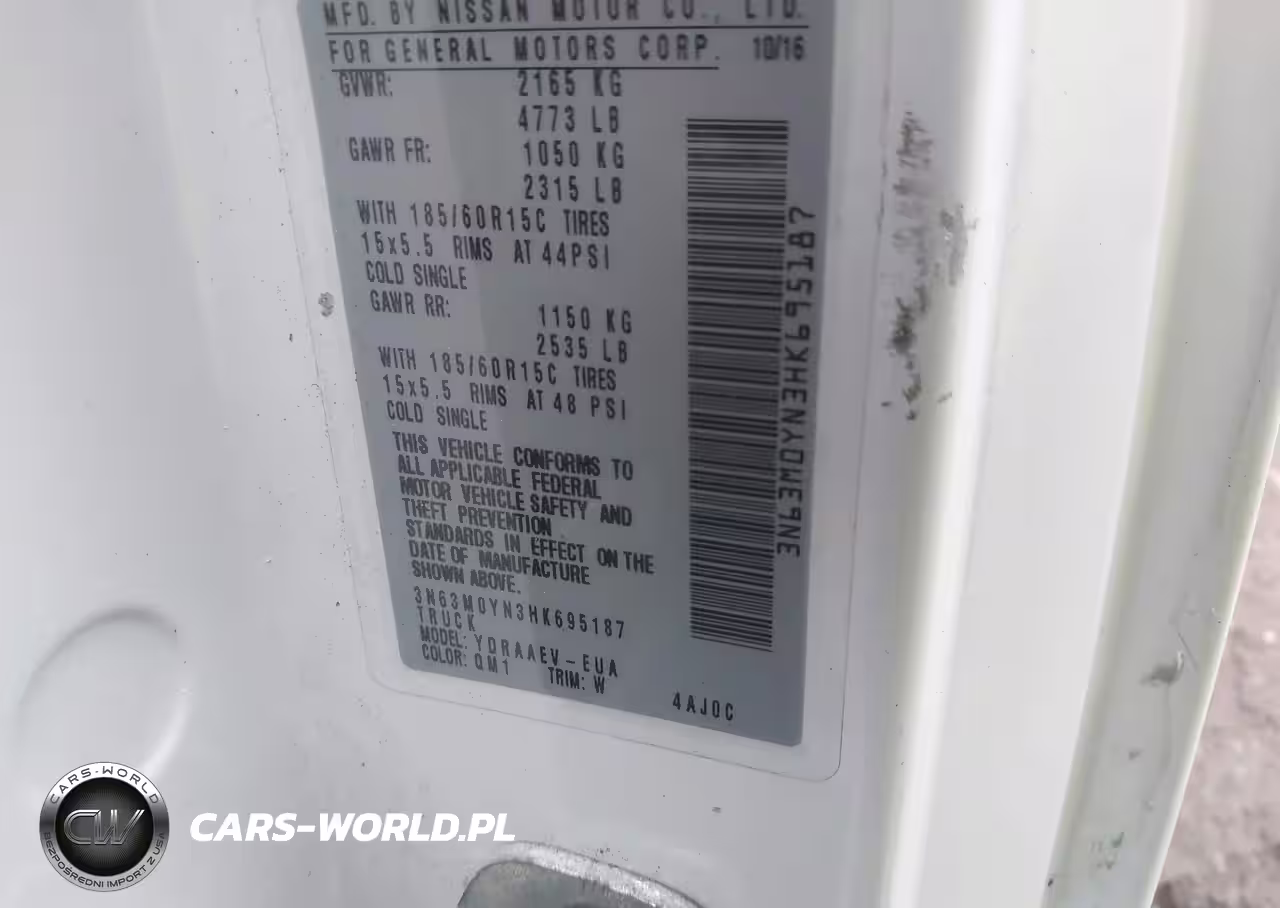 MFD. BY NISSAN MOTOR CO., LTD.
FOR GENERAL MOTORS CORP. 10/16
GVWR: 2165 KG
4773 LB
GAWR FR: 1050 KG
2315 LB
WITH 185/60R15C TIRES
15x5.5 RIMS AT 44PSI
COLD SINGLE
GAWR RR: 1150 KG
2535 LB
WITH 185/60R15C TIRES
15x5.5 RIMS AT 48 PSI
COLD SINGLE
THIS VEHICLE CONFORMS TO
ALL APPLICABLE FEDERAL
MOTOR VEHICLE SAFETY AND
THEFT PREVENTION
STANDARDS IN EFFECT ON THE
DATE OF MANUFACTURE
SHOWN ABOVE.
3N63M0YN3HK695187
TRUCK
MODEL: YDRAAEV-EUA
COLOR: QM1 TRIM: W
4AJ0C
3N63M0YN3HK695187
CARS-WORLD
CW
BEZPOŚREDNI IMPORT Z USA
CARS-WORLD.PL